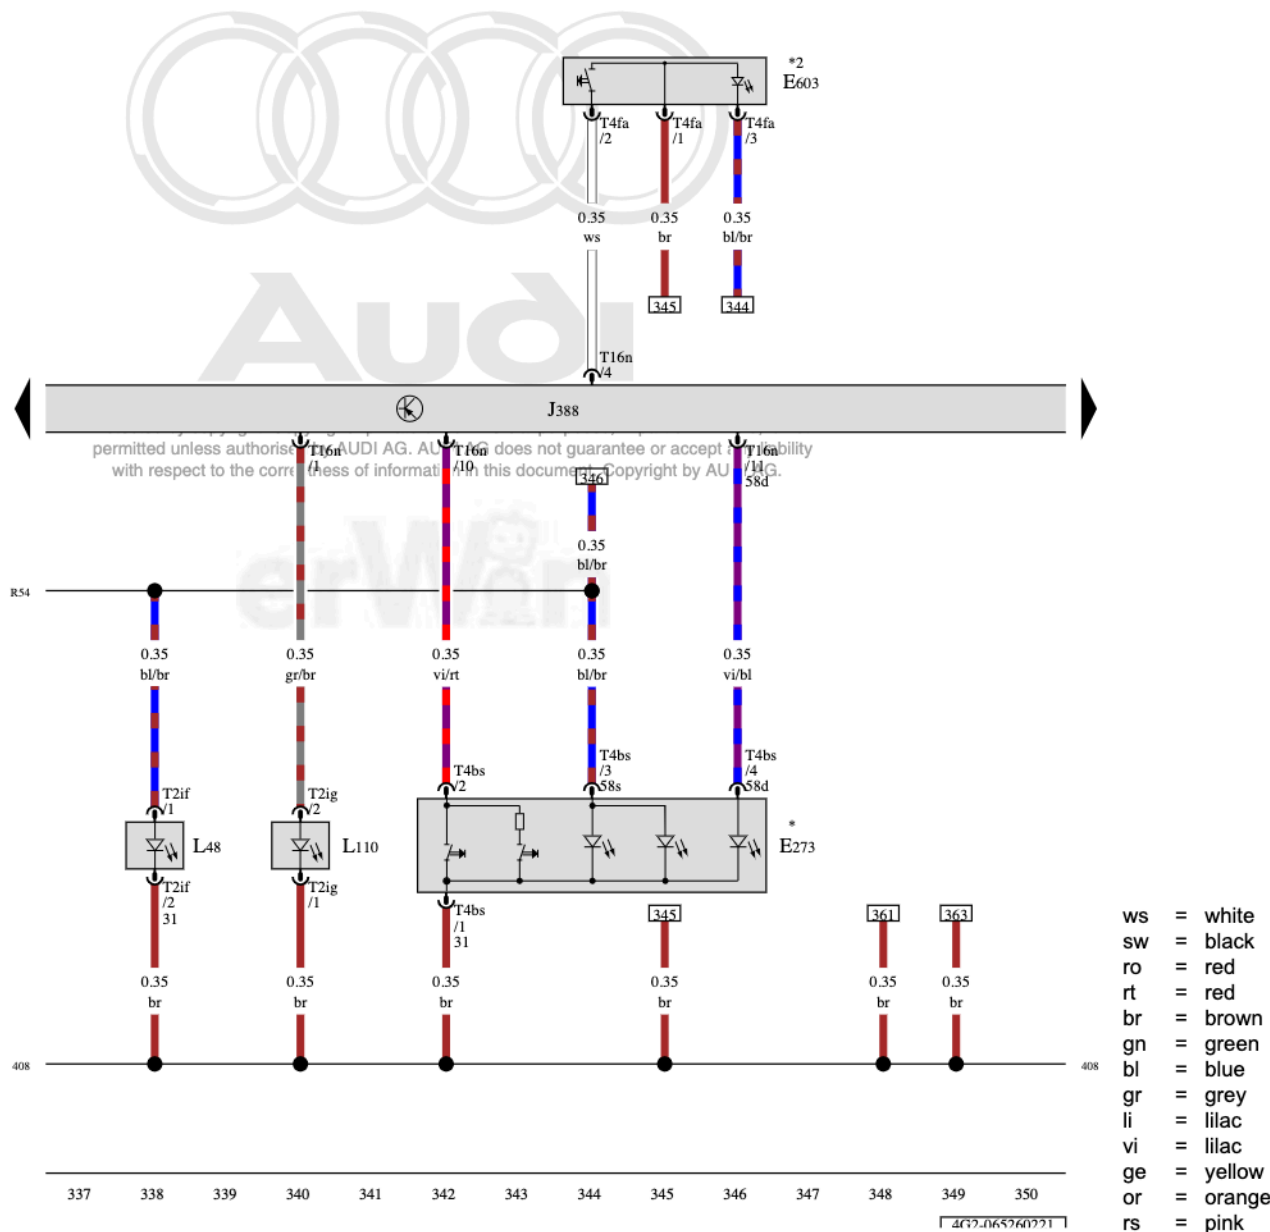 *2
E603
T4fa
/2
T4fa
/1
T4fa
/3
0.35
ws
0.35
br
0.35
bl/br
345
344
Audi
T16n
/4
J388
permitted unless authorise by AUDI AG. AU AG does not guarantee or accept any liability
with respect to the correctness of information in this document. Copyright by AUDI AG.
T16n
/1
T16n
/10
T16n
/11
58d
346
0.35
bl/br
erWin
R54
0.35
bl/br
0.35
gr/br
0.35
vi/rt
0.35
bl/br
0.35
vi/bl
T2if
/1
T2ig
/2
T4bs
/2
T4bs
/3
58s
T4bs
/4
58d
L48
L110
*
E273
T2if
/2
31
T2ig
/1
T4bs
/1
31
345
361
363
0.35
br
0.35
br
0.35
br
0.35
br
0.35
br
0.35
br
408
408
ws = white
sw = black
ro = red
rt = red
br = brown
gn = green
bl = blue
gr = grey
li = lilac
vi = lilac
ge = yellow
or = orange
rs = pink
337 338 339 340 341 342 343 344 345 346 347 348 349 350
4G2-065260221